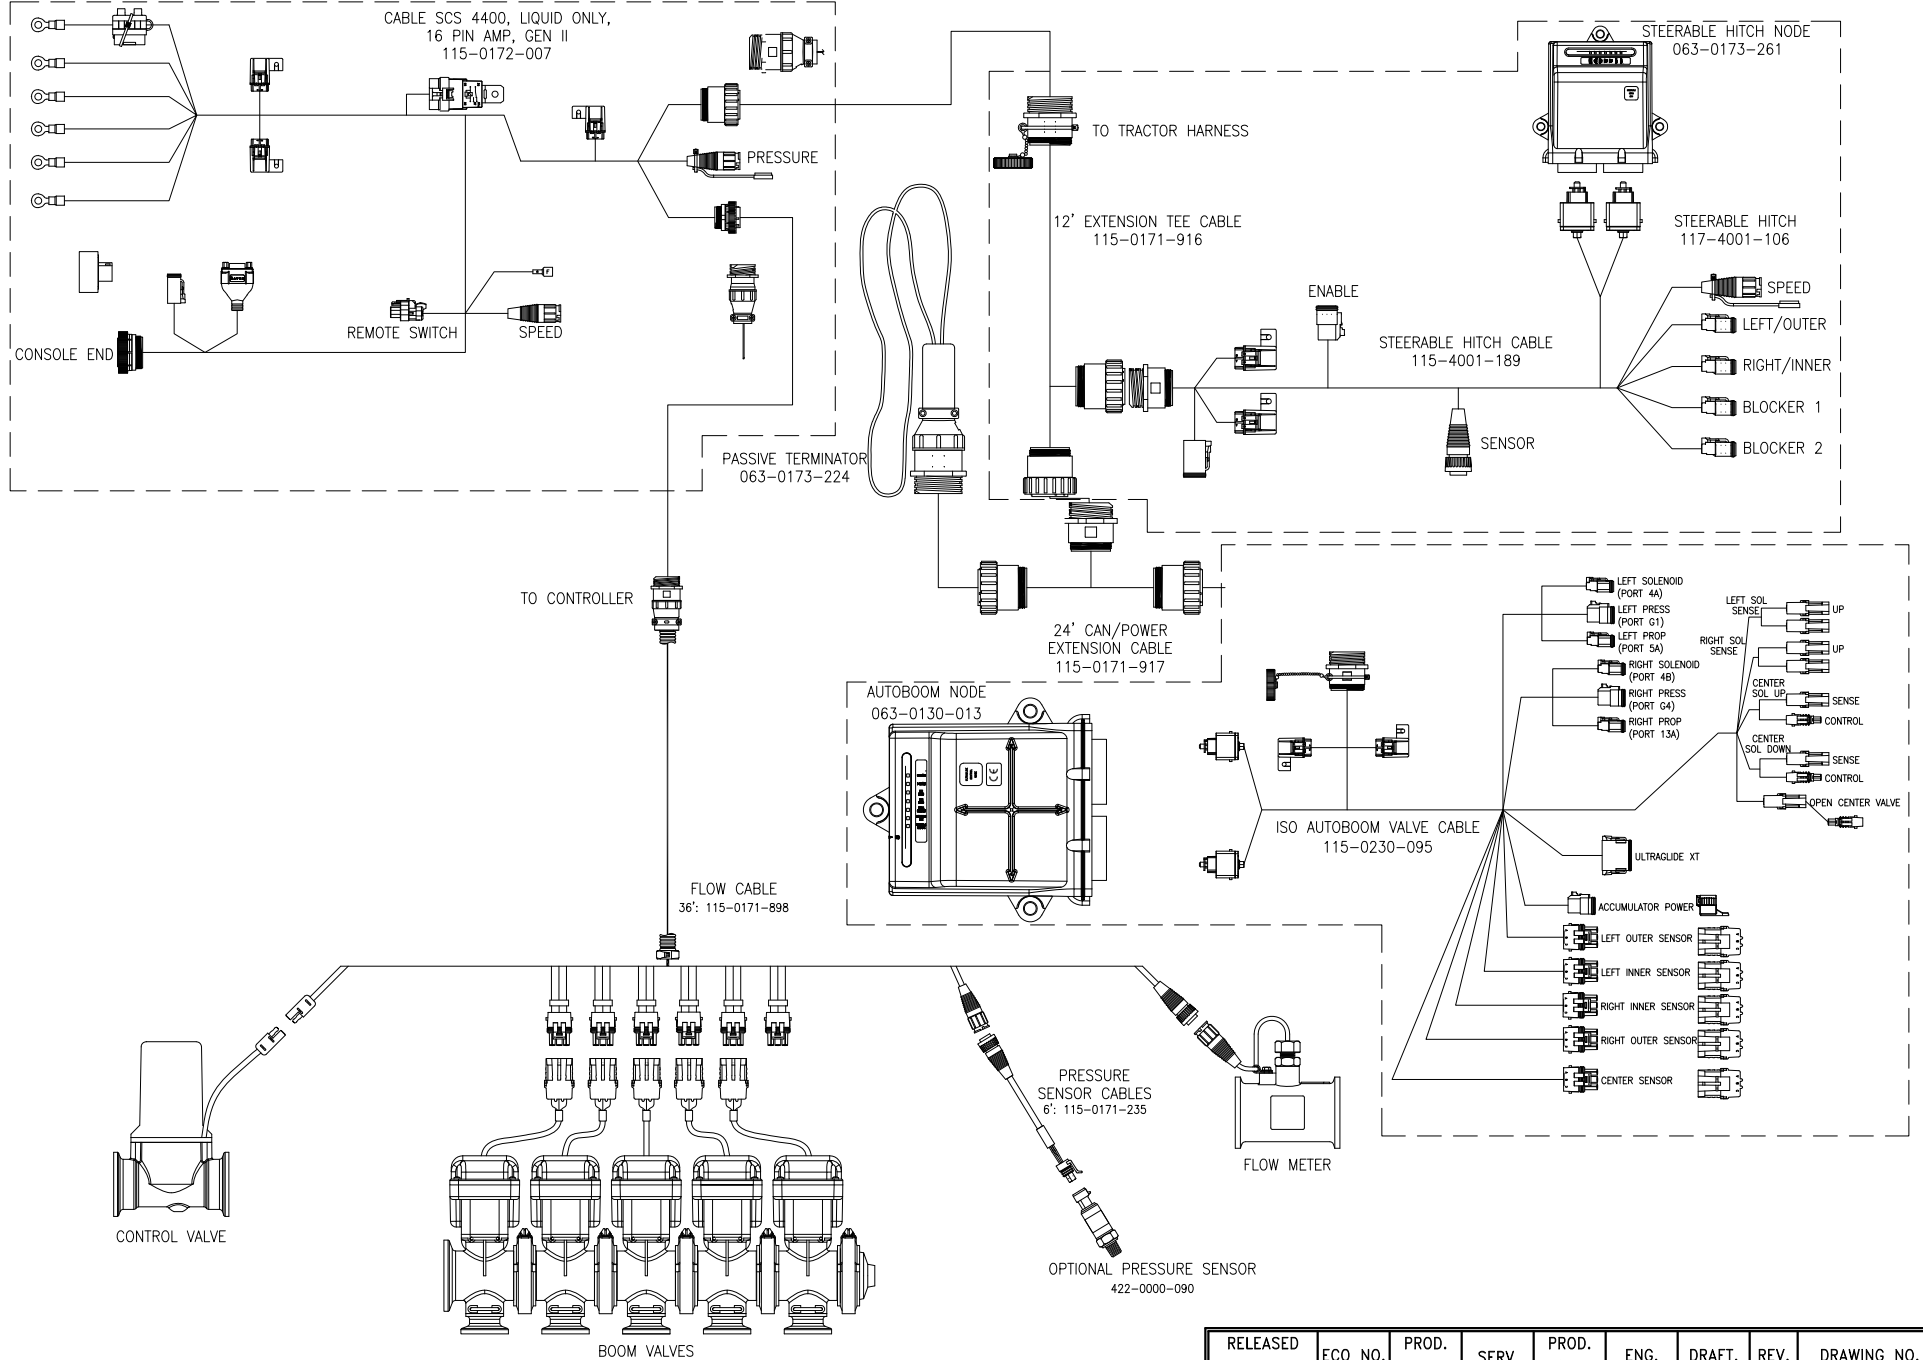 CABLE SCS 4400, LIQUID ONLY,
16 PIN AMP, GEN II
115-0172-007
PRESSURE
REMOTE SWITCH
SPEED
CONSOLE END
TO TRACTOR HARNESS
STEERABLE HITCH NODE
063-0173-261
12' EXTENSION TEE CABLE
115-0171-916
STEERABLE HITCH
117-4001-106
ENABLE
STEERABLE HITCH CABLE
115-4001-189
SENSOR
SPEED
LEFT/OUTER
RIGHT/INNER
BLOCKER 1
BLOCKER 2
PASSIVE TERMINATOR
063-0173-224
TO CONTROLLER
24' CAN/POWER
EXTENSION CABLE
115-0171-917
AUTOBOOM NODE
063-0130-013
CE
ISO AUTOBOOM VALVE CABLE
115-0230-095
LEFT SOLENOID
(PORT 4A)
LEFT PRESS
(PORT G1)
LEFT PROP
(PORT 5A)
RIGHT SOLENOID
(PORT 4B)
RIGHT PRESS
(PORT G4)
RIGHT PROP
(PORT 13A)
LEFT SOL
SENSE
UP
RIGHT SOL
SENSE
UP
CENTER
SOL UP
SENSE
CONTROL
CENTER
SOL DOWN
SENSE
CONTROL
OPEN CENTER VALVE
ULTRAGLIDE XT
ACCUMULATOR POWER
LEFT OUTER SENSOR
LEFT INNER SENSOR
RIGHT INNER SENSOR
RIGHT OUTER SENSOR
CENTER SENSOR
FLOW CABLE
36': 115-0171-898
PRESSURE
SENSOR CABLES
6': 115-0171-235
FLOW METER
CONTROL VALVE
OPTIONAL PRESSURE SENSOR
422-0000-090
BOOM VALVES
RELEASED ECO NO. PROD. SERV. PROD. ENG. DRAFT. REV. DRAWING NO.